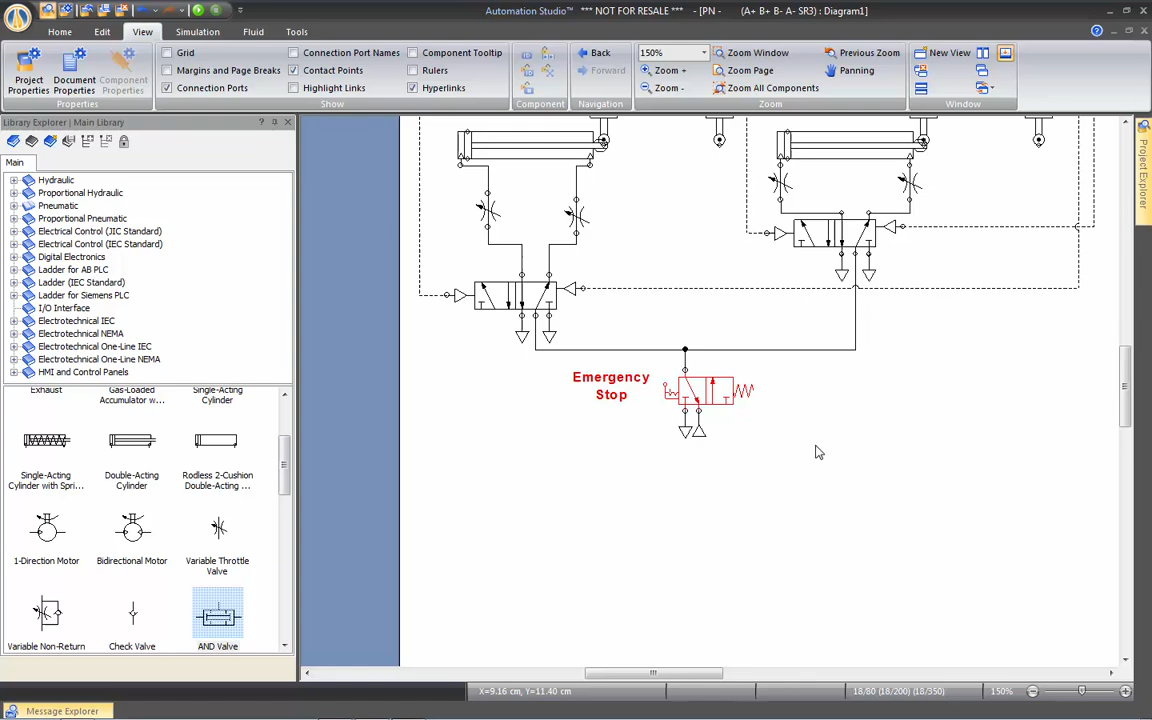 Automation Studio™ *** NOT FOR RESALE *** - [PN - (A+ B+ B- A- SR3) : Diagram1]
Home Edit View Simulation Fluid Tools
Project Properties
Document Properties
Component Properties
Properties
Grid
Margins and Page Breaks
Connection Ports
Connection Port Names
Contact Points
Highlight Links
Component Tooltip
Rulers
Hyperlinks
Show
Component
Back
Forward
Navigation
150%
Zoom +
Zoom -
Zoom Window
Zoom Page
Zoom All Components
Previous Zoom
Panning
Zoom
New View
Window
Library Explorer | Main Library
Main
Hydraulic
Proportional Hydraulic
Pneumatic
Proportional Pneumatic
Electrical Control (JIC Standard)
Electrical Control (IEC Standard)
Digital Electronics
Ladder for AB PLC
Ladder (IEC Standard)
Ladder for Siemens PLC
I/O Interface
Electrotechnical IEC
Electrotechnical NEMA
Electrotechnical One-Line IEC
Electrotechnical One-Line NEMA
HMI and Control Panels
Exhaust
Gas-Loaded
Accumulator w...
Single-Acting
Cylinder
Single-Acting
Cylinder with Spri...
Double-Acting
Cylinder
Rodless 2-Cushion
Double-Acting ...
1-Direction Motor
Bidirectional Motor
Variable Throttle
Valve
Variable Non-Return
Check Valve
AND Valve
Emergency
Stop
Project Explorer
X=9.16 cm, Y=11.40 cm
18/80 (18/200) (18/350)
150%
Message Explorer